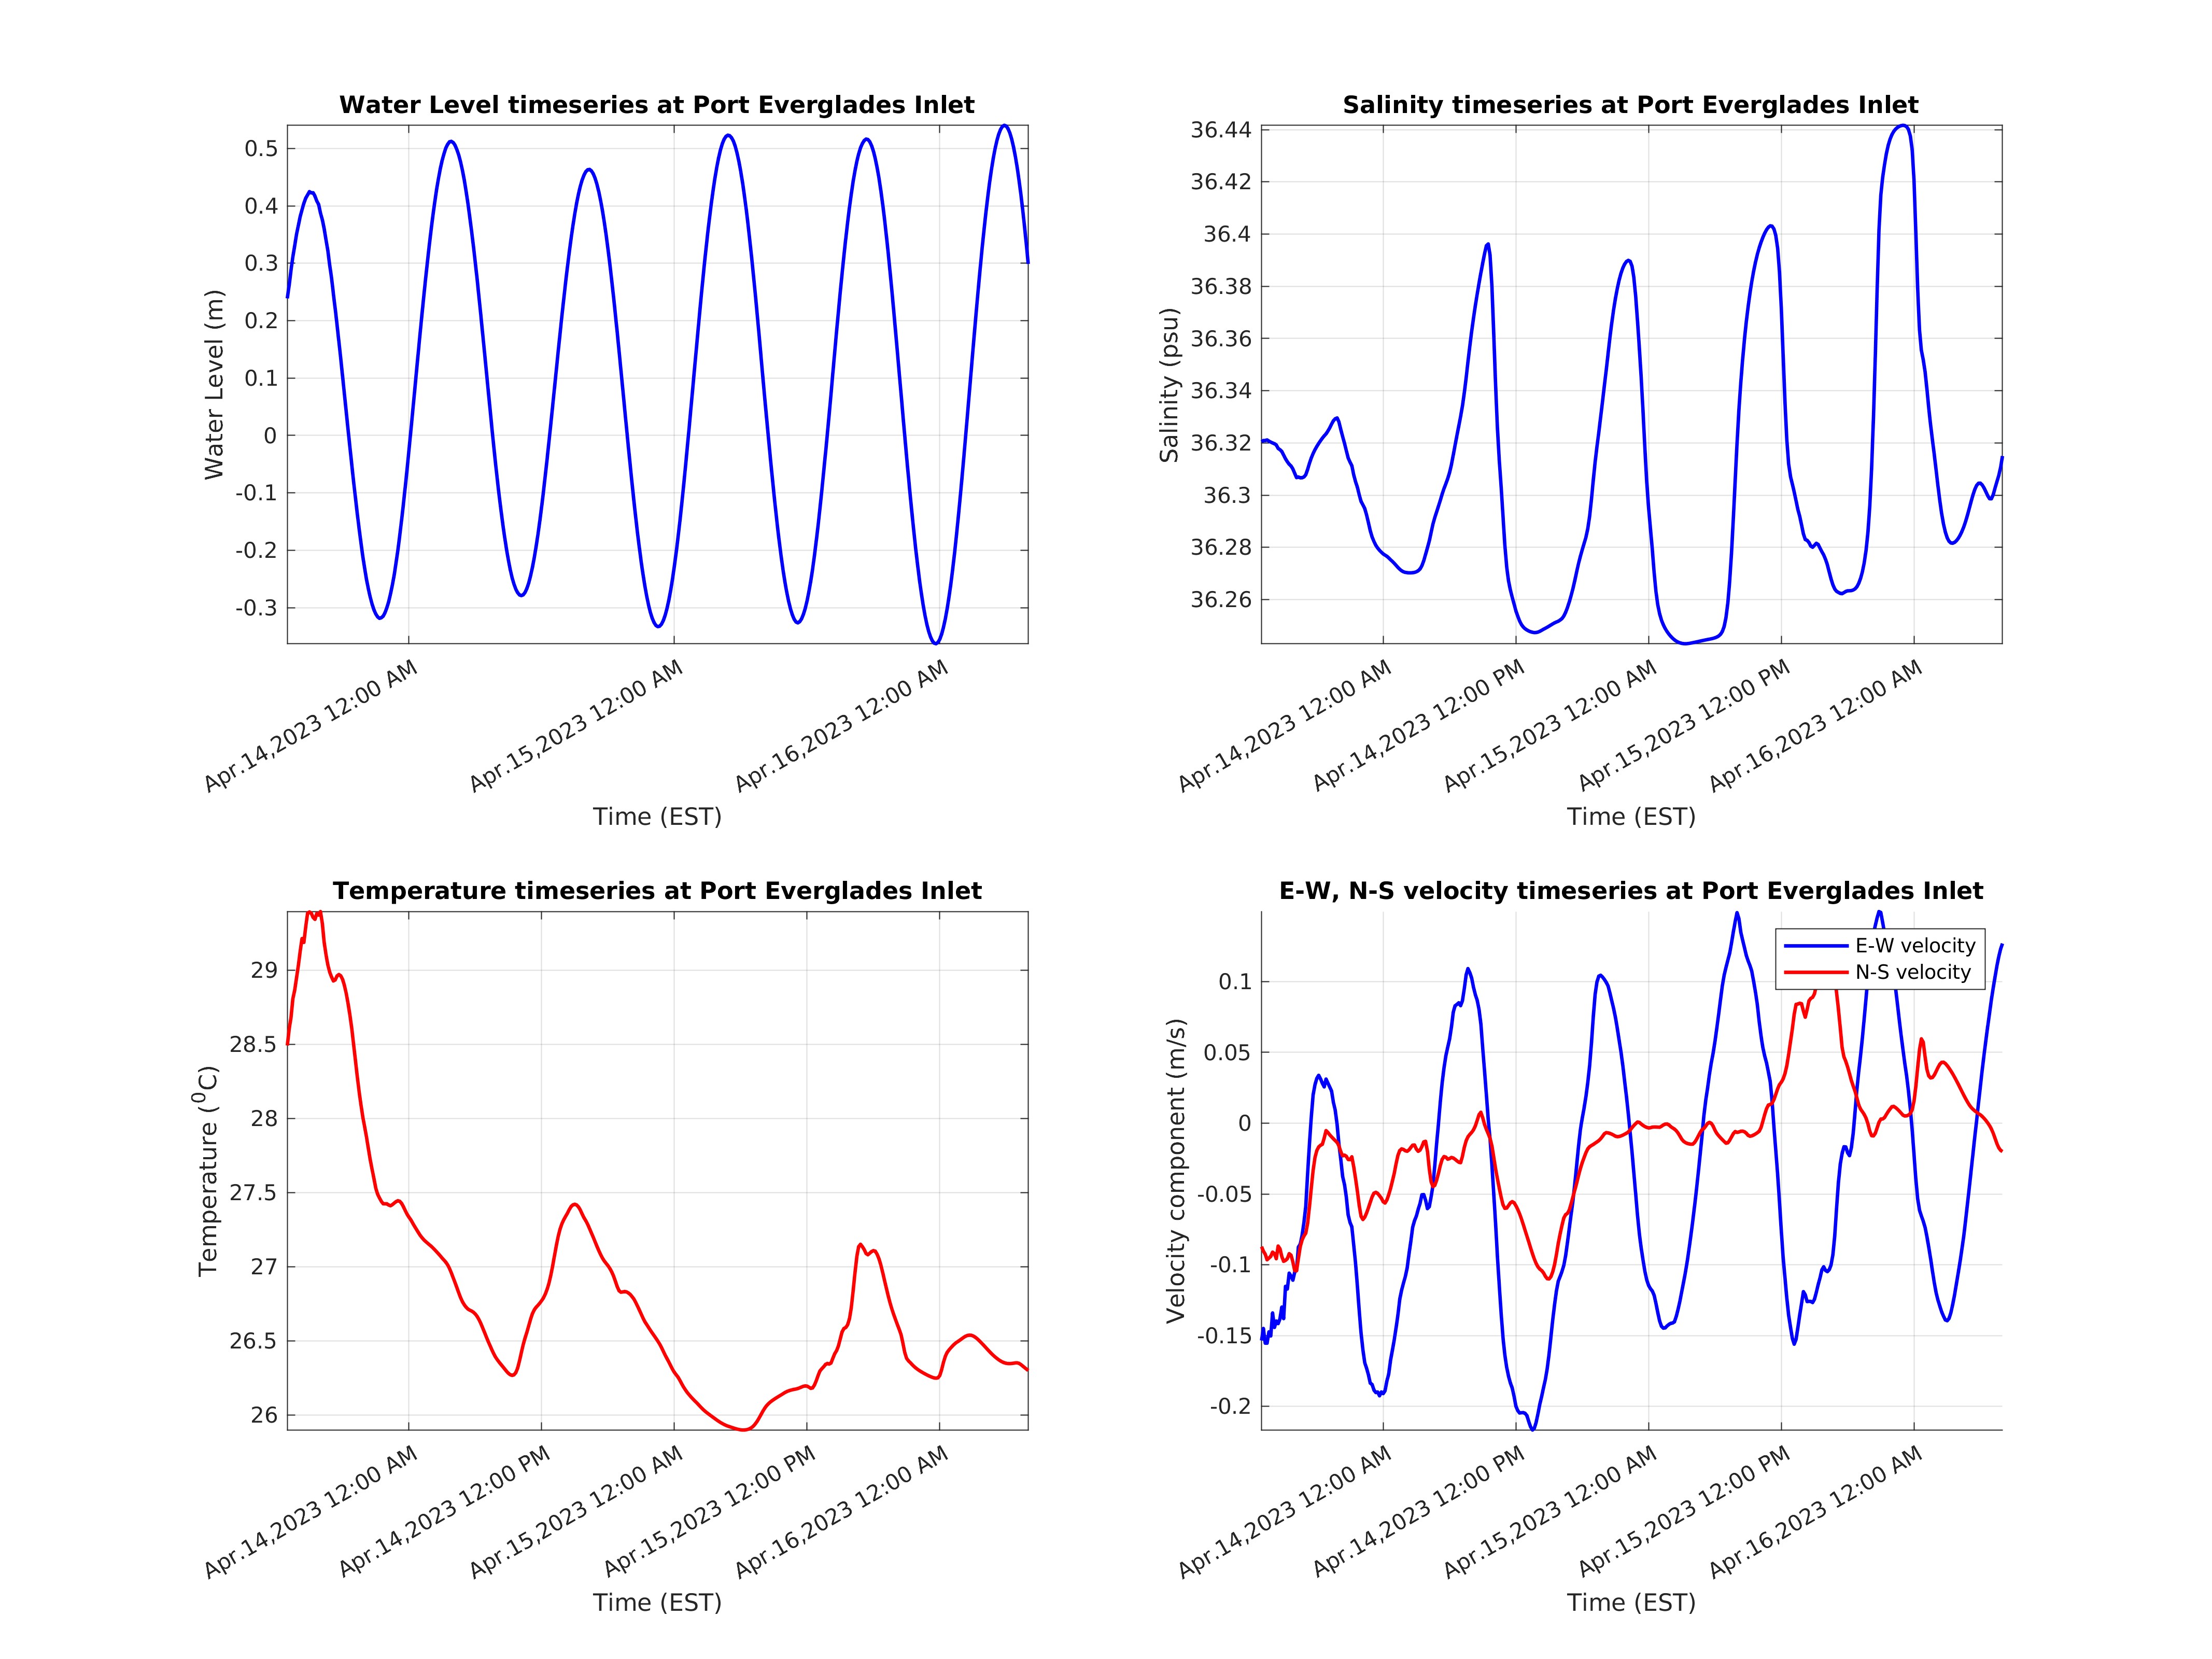 Water Level timeseries at Port Everglades Inlet
Water Level (m)
0.5
0.4
0.3
0.2
0.1
0
-0.1
-0.2
-0.3
Apr.14,2023 12:00 AM
Apr.15,2023 12:00 AM
Apr.16,2023 12:00 AM
Time (EST)
Salinity timeseries at Port Everglades Inlet
Salinity (psu)
36.44
36.42
36.4
36.38
36.36
36.34
36.32
36.3
36.28
36.26
Apr.14,2023 12:00 AM
Apr.14,2023 12:00 PM
Apr.15,2023 12:00 AM
Apr.15,2023 12:00 PM
Apr.16,2023 12:00 AM
Time (EST)
Temperature timeseries at Port Everglades Inlet
Temperature (⁰C)
29
28.5
28
27.5
27
26.5
26
Apr.14,2023 12:00 AM
Apr.14,2023 12:00 PM
Apr.15,2023 12:00 AM
Apr.15,2023 12:00 PM
Apr.16,2023 12:00 AM
Time (EST)
E-W, N-S velocity timeseries at Port Everglades Inlet
Velocity component (m/s)
0.1
0.05
0
-0.05
-0.1
-0.15
-0.2
E-W velocity
N-S velocity
Apr.14,2023 12:00 AM
Apr.14,2023 12:00 PM
Apr.15,2023 12:00 AM
Apr.15,2023 12:00 PM
Apr.16,2023 12:00 AM
Time (EST)